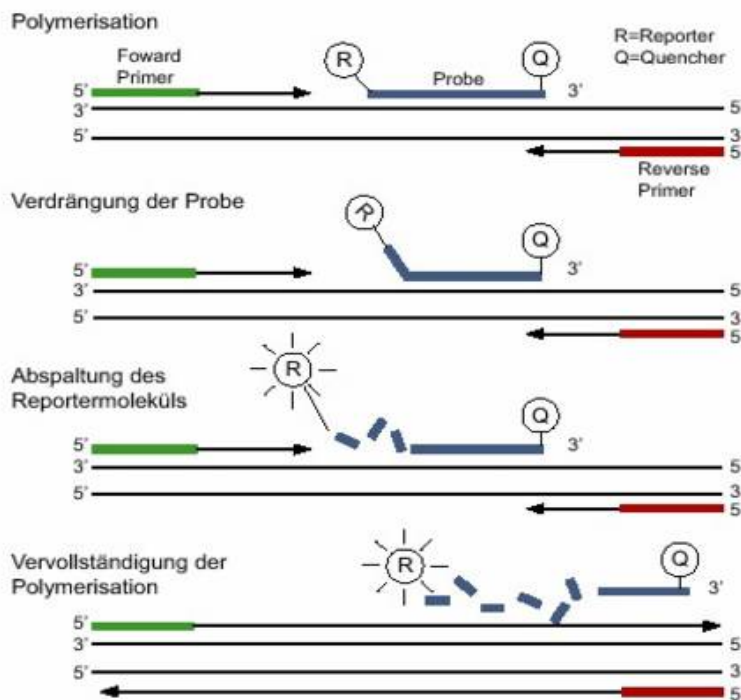 Polymerisation
R=Reporter
Q=Quencher
Foward
Primer
R
Probe
Q
5' 3'
3' 5
5' 3
5
Reverse
Primer
Verdrängung der Probe
R
Q
5' 3'
3' 5
5' 3
5
Abspaltung des
Reportermoleküls
R
Q
5' 3'
3' 5
5' 3
5
Vervollständigung der
Polymerisation
R
Q
3'
5'
3' 5
5' 3
5